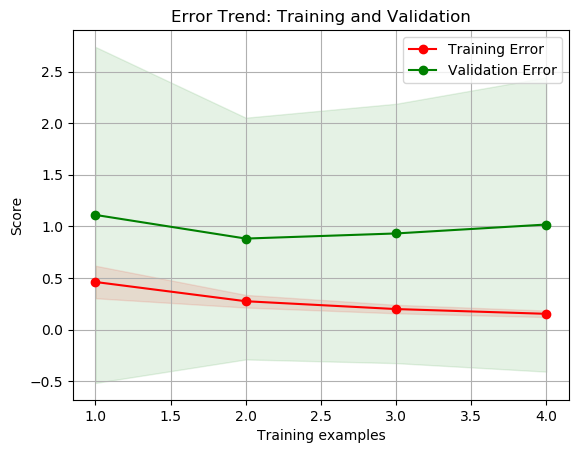 Error Trend: Training and Validation
Training Error
Validation Error
Score
2.5
2.0
1.5
1.0
0.5
0.0
−0.5
1.0 1.5 2.0 2.5 3.0 3.5 4.0
Training examples